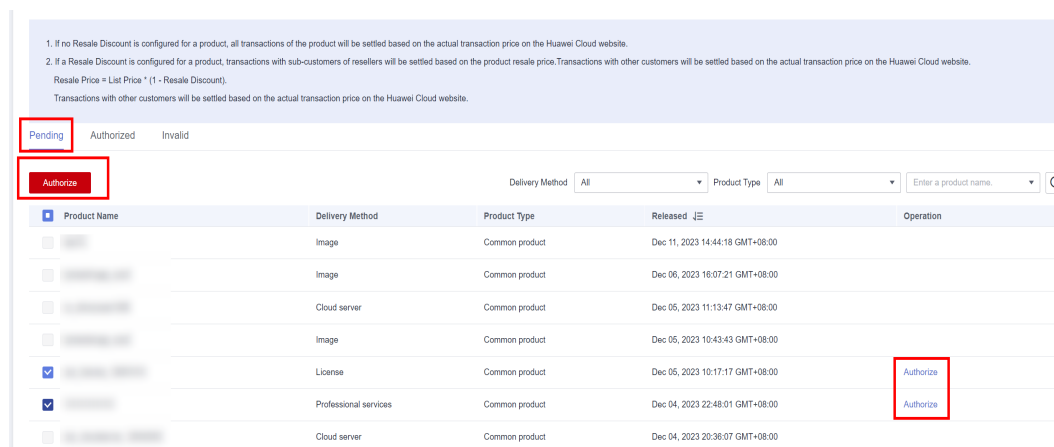 1. If no Resale Discount is configured for a product, all transactions of the product will be settled based on the actual transaction price on the Huawei Cloud website.
2. If a Resale Discount is configured for a product, transactions with sub-customers of resellers will be settled based on the product resale price.Transactions with other customers will be settled based on the actual transaction price on the Huawei Cloud website.
Resale Price = List Price * (1 - Resale Discount).
Transactions with other customers will be settled based on the actual transaction price on the Huawei Cloud website.
Pending Authorized Invalid
Authorize Delivery Method All Product Type All Enter a product name.
Product Name Delivery Method Product Type Released Operation
Image Common product Dec 11, 2023 14:44:18 GMT+08:00
Image Common product Dec 06, 2023 16:07:21 GMT+08:00
Cloud server Common product Dec 05, 2023 11:13:47 GMT+08:00
Image Common product Dec 05, 2023 10:43:43 GMT+08:00
License Common product Dec 05, 2023 10:17:17 GMT+08:00 Authorize
Professional services Common product Dec 04, 2023 22:48:01 GMT+08:00 Authorize
Cloud server Common product Dec 04, 2023 20:36:07 GMT+08:00